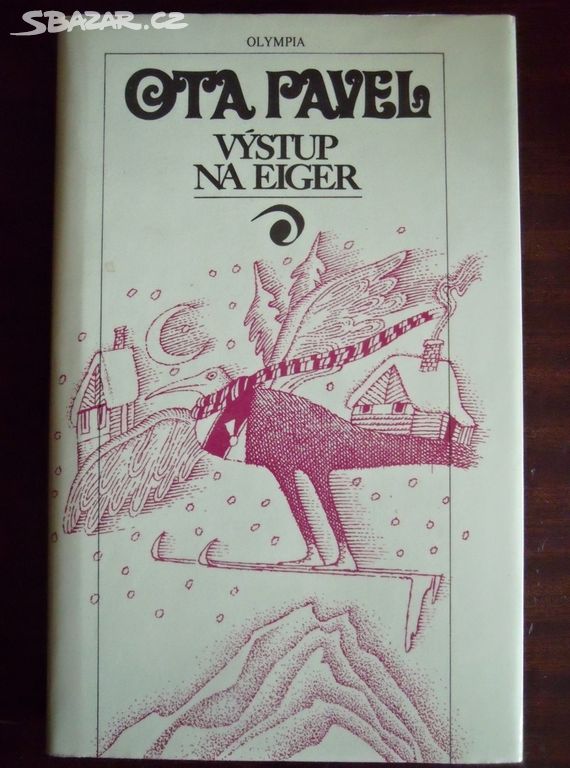 SBAZAR.CZ
OLYMPIA
OTA PAVEL
VÝSTUP
NA EIGER